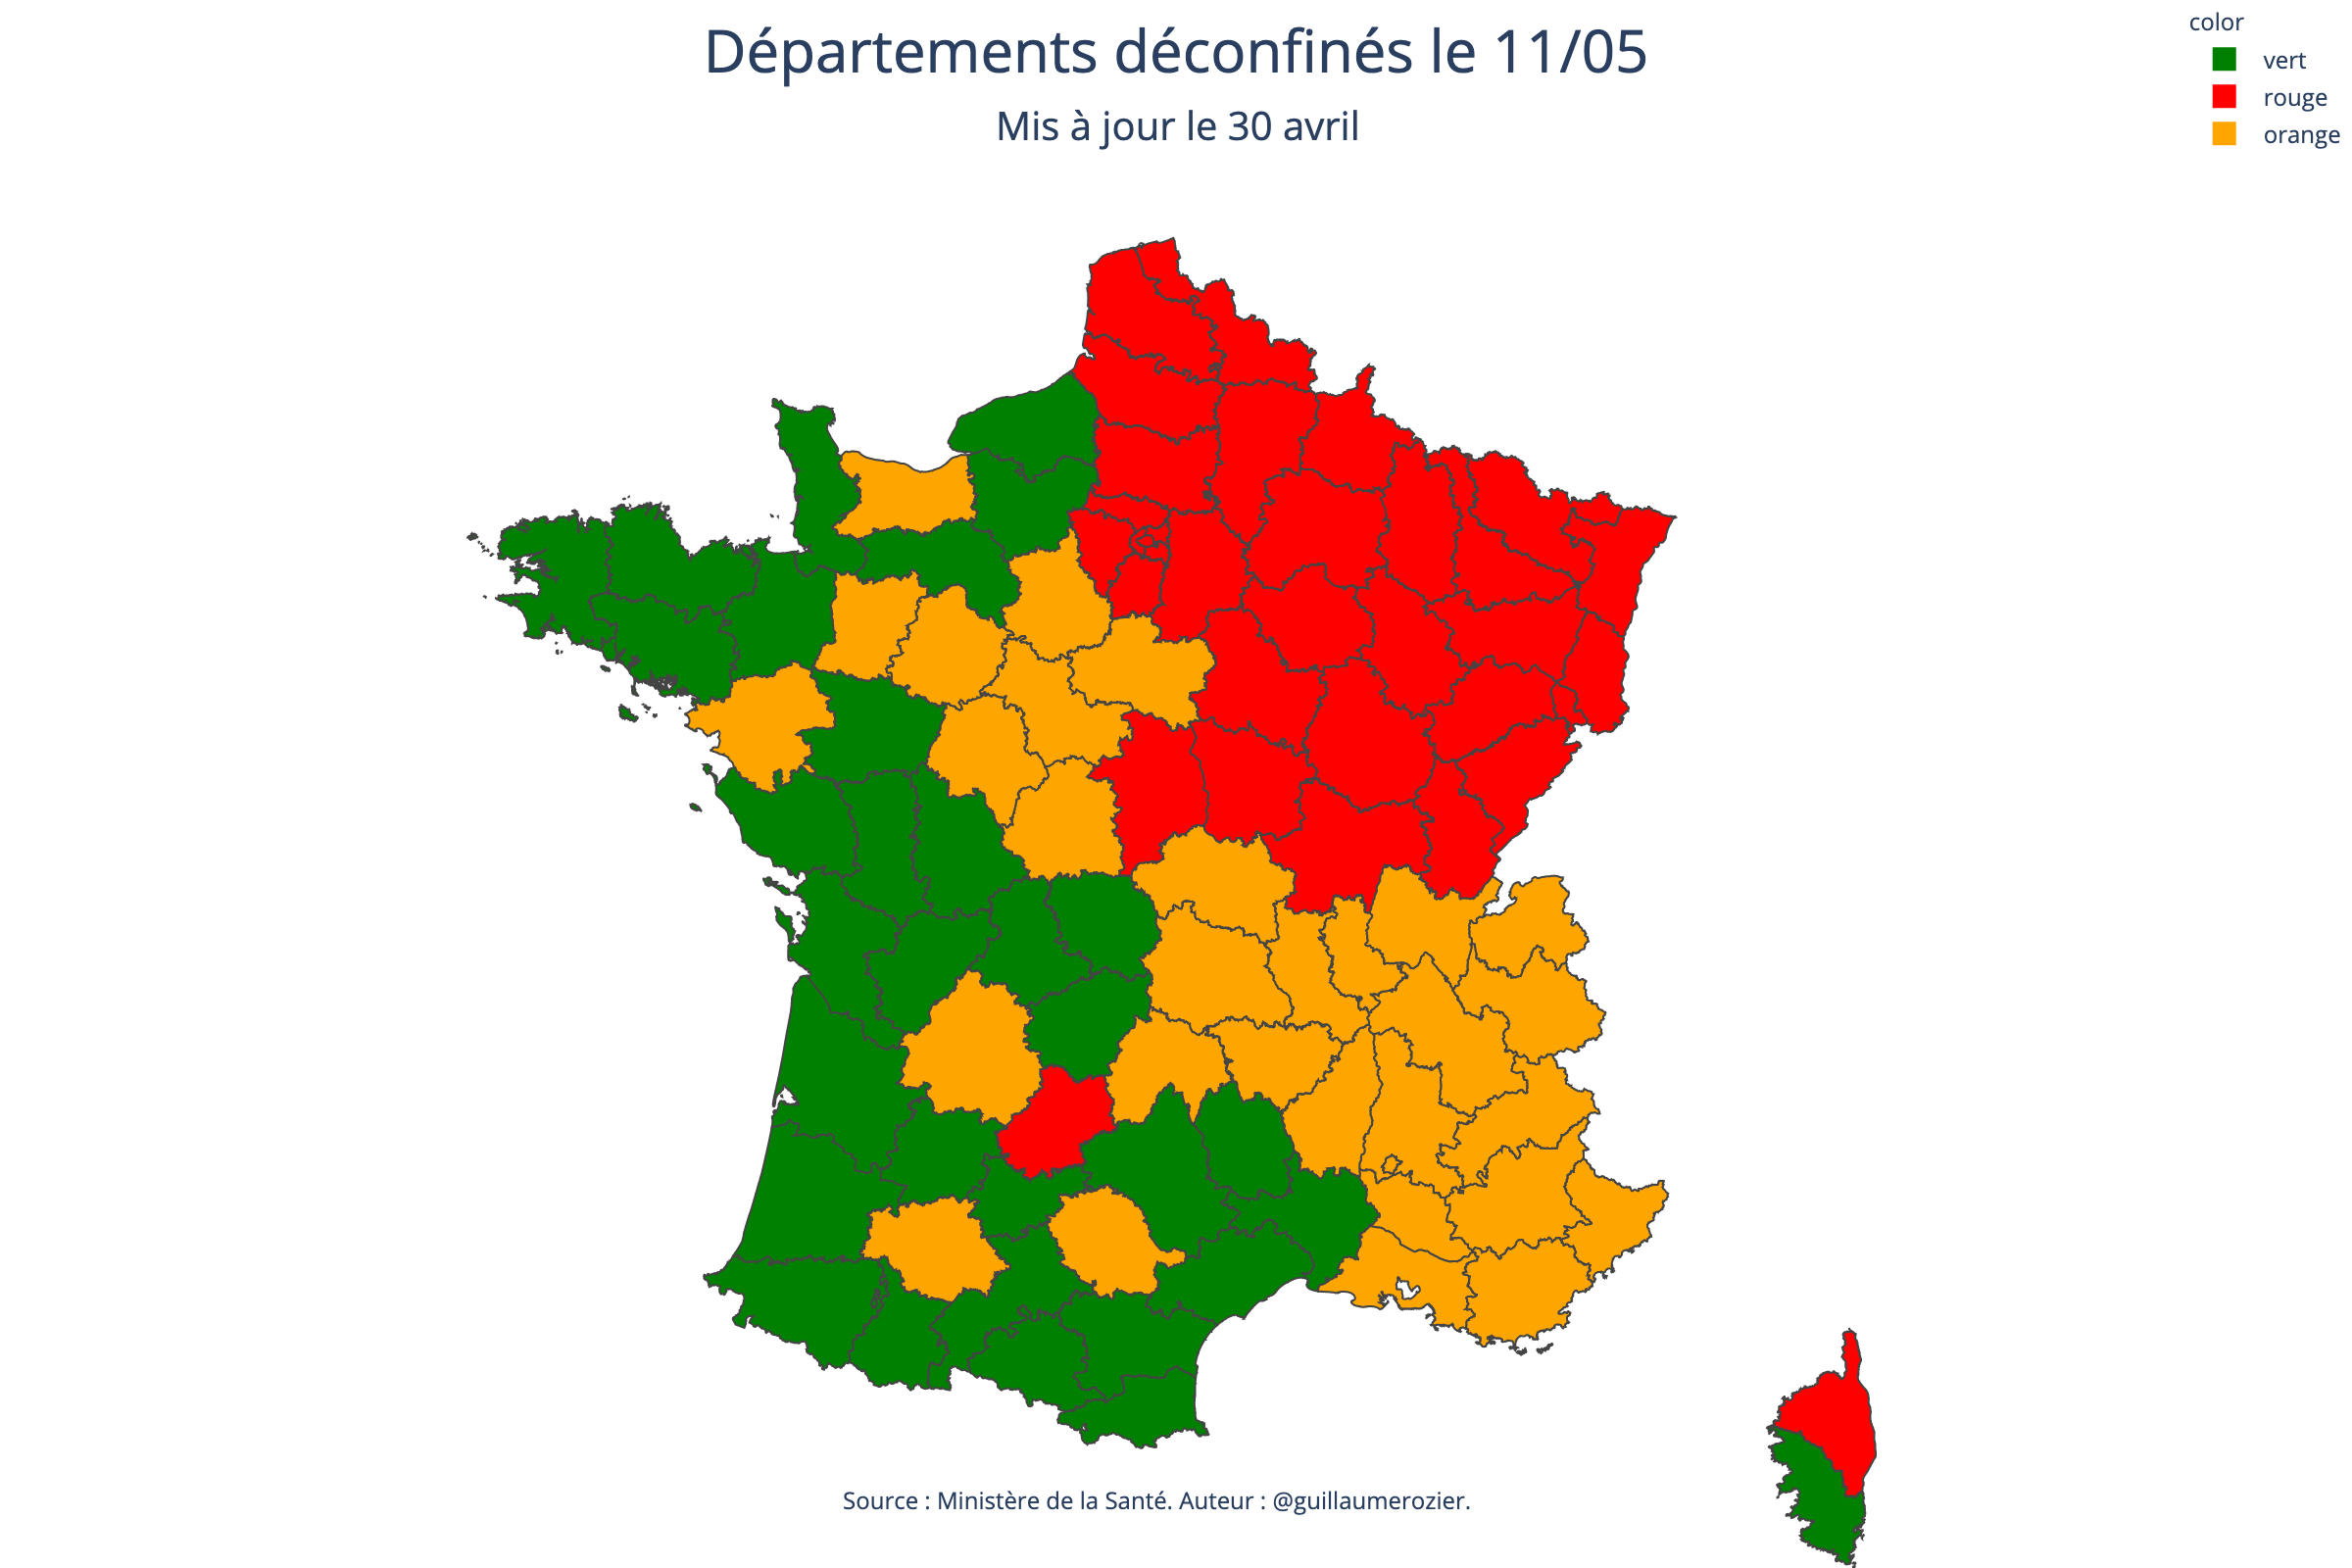 Départements déconfinés le 11/05
Mis à jour le 30 avril
color
vert
rouge
orange
Source : Ministère de la Santé. Auteur : @guillaumerozier.